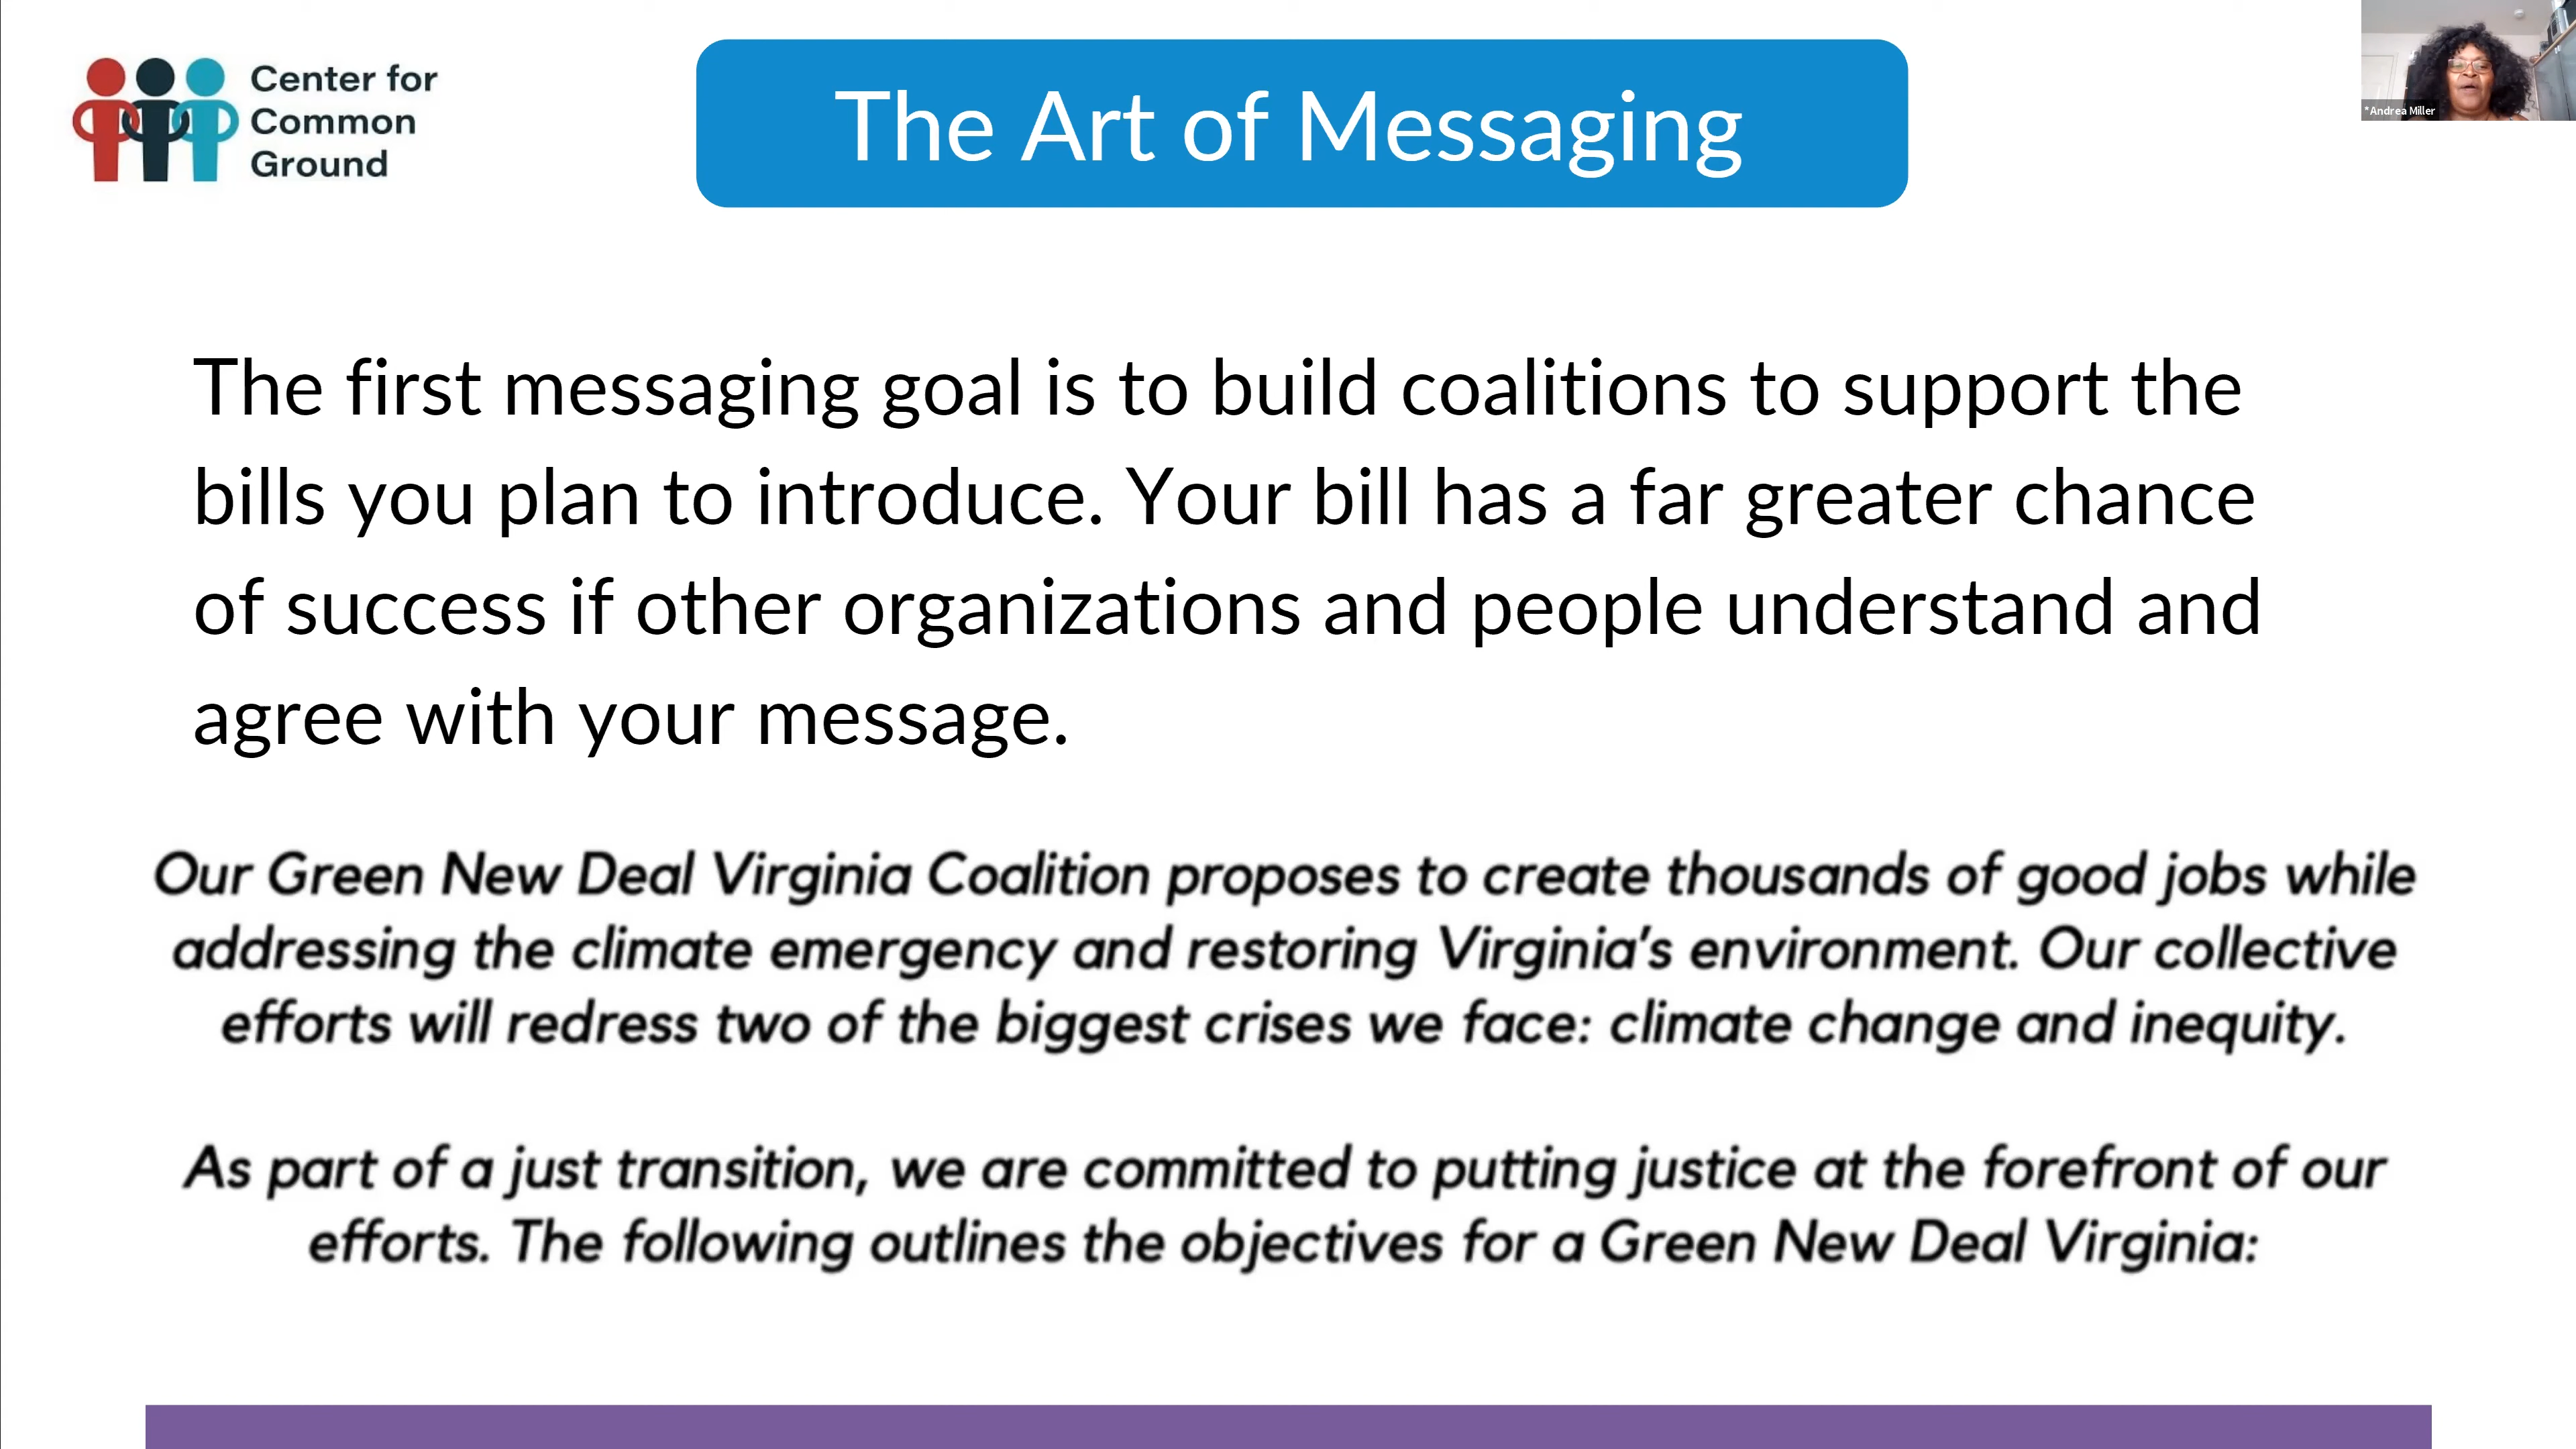 Center for
Common
Ground
The Art of Messaging
*Andrea Miller
The first messaging goal is to build coalitions to support the
bills you plan to introduce. Your bill has a far greater chance
of success if other organizations and people understand and
agree with your message.
Our Green New Deal Virginia Coalition proposes to create thousands of good jobs while
addressing the climate emergency and restoring Virginia's environment. Our collective
efforts will redress two of the biggest crises we face: climate change and inequity.
As part of a just transition, we are committed to putting justice at the forefront of our
efforts. The following outlines the objectives for a Green New Deal Virginia: